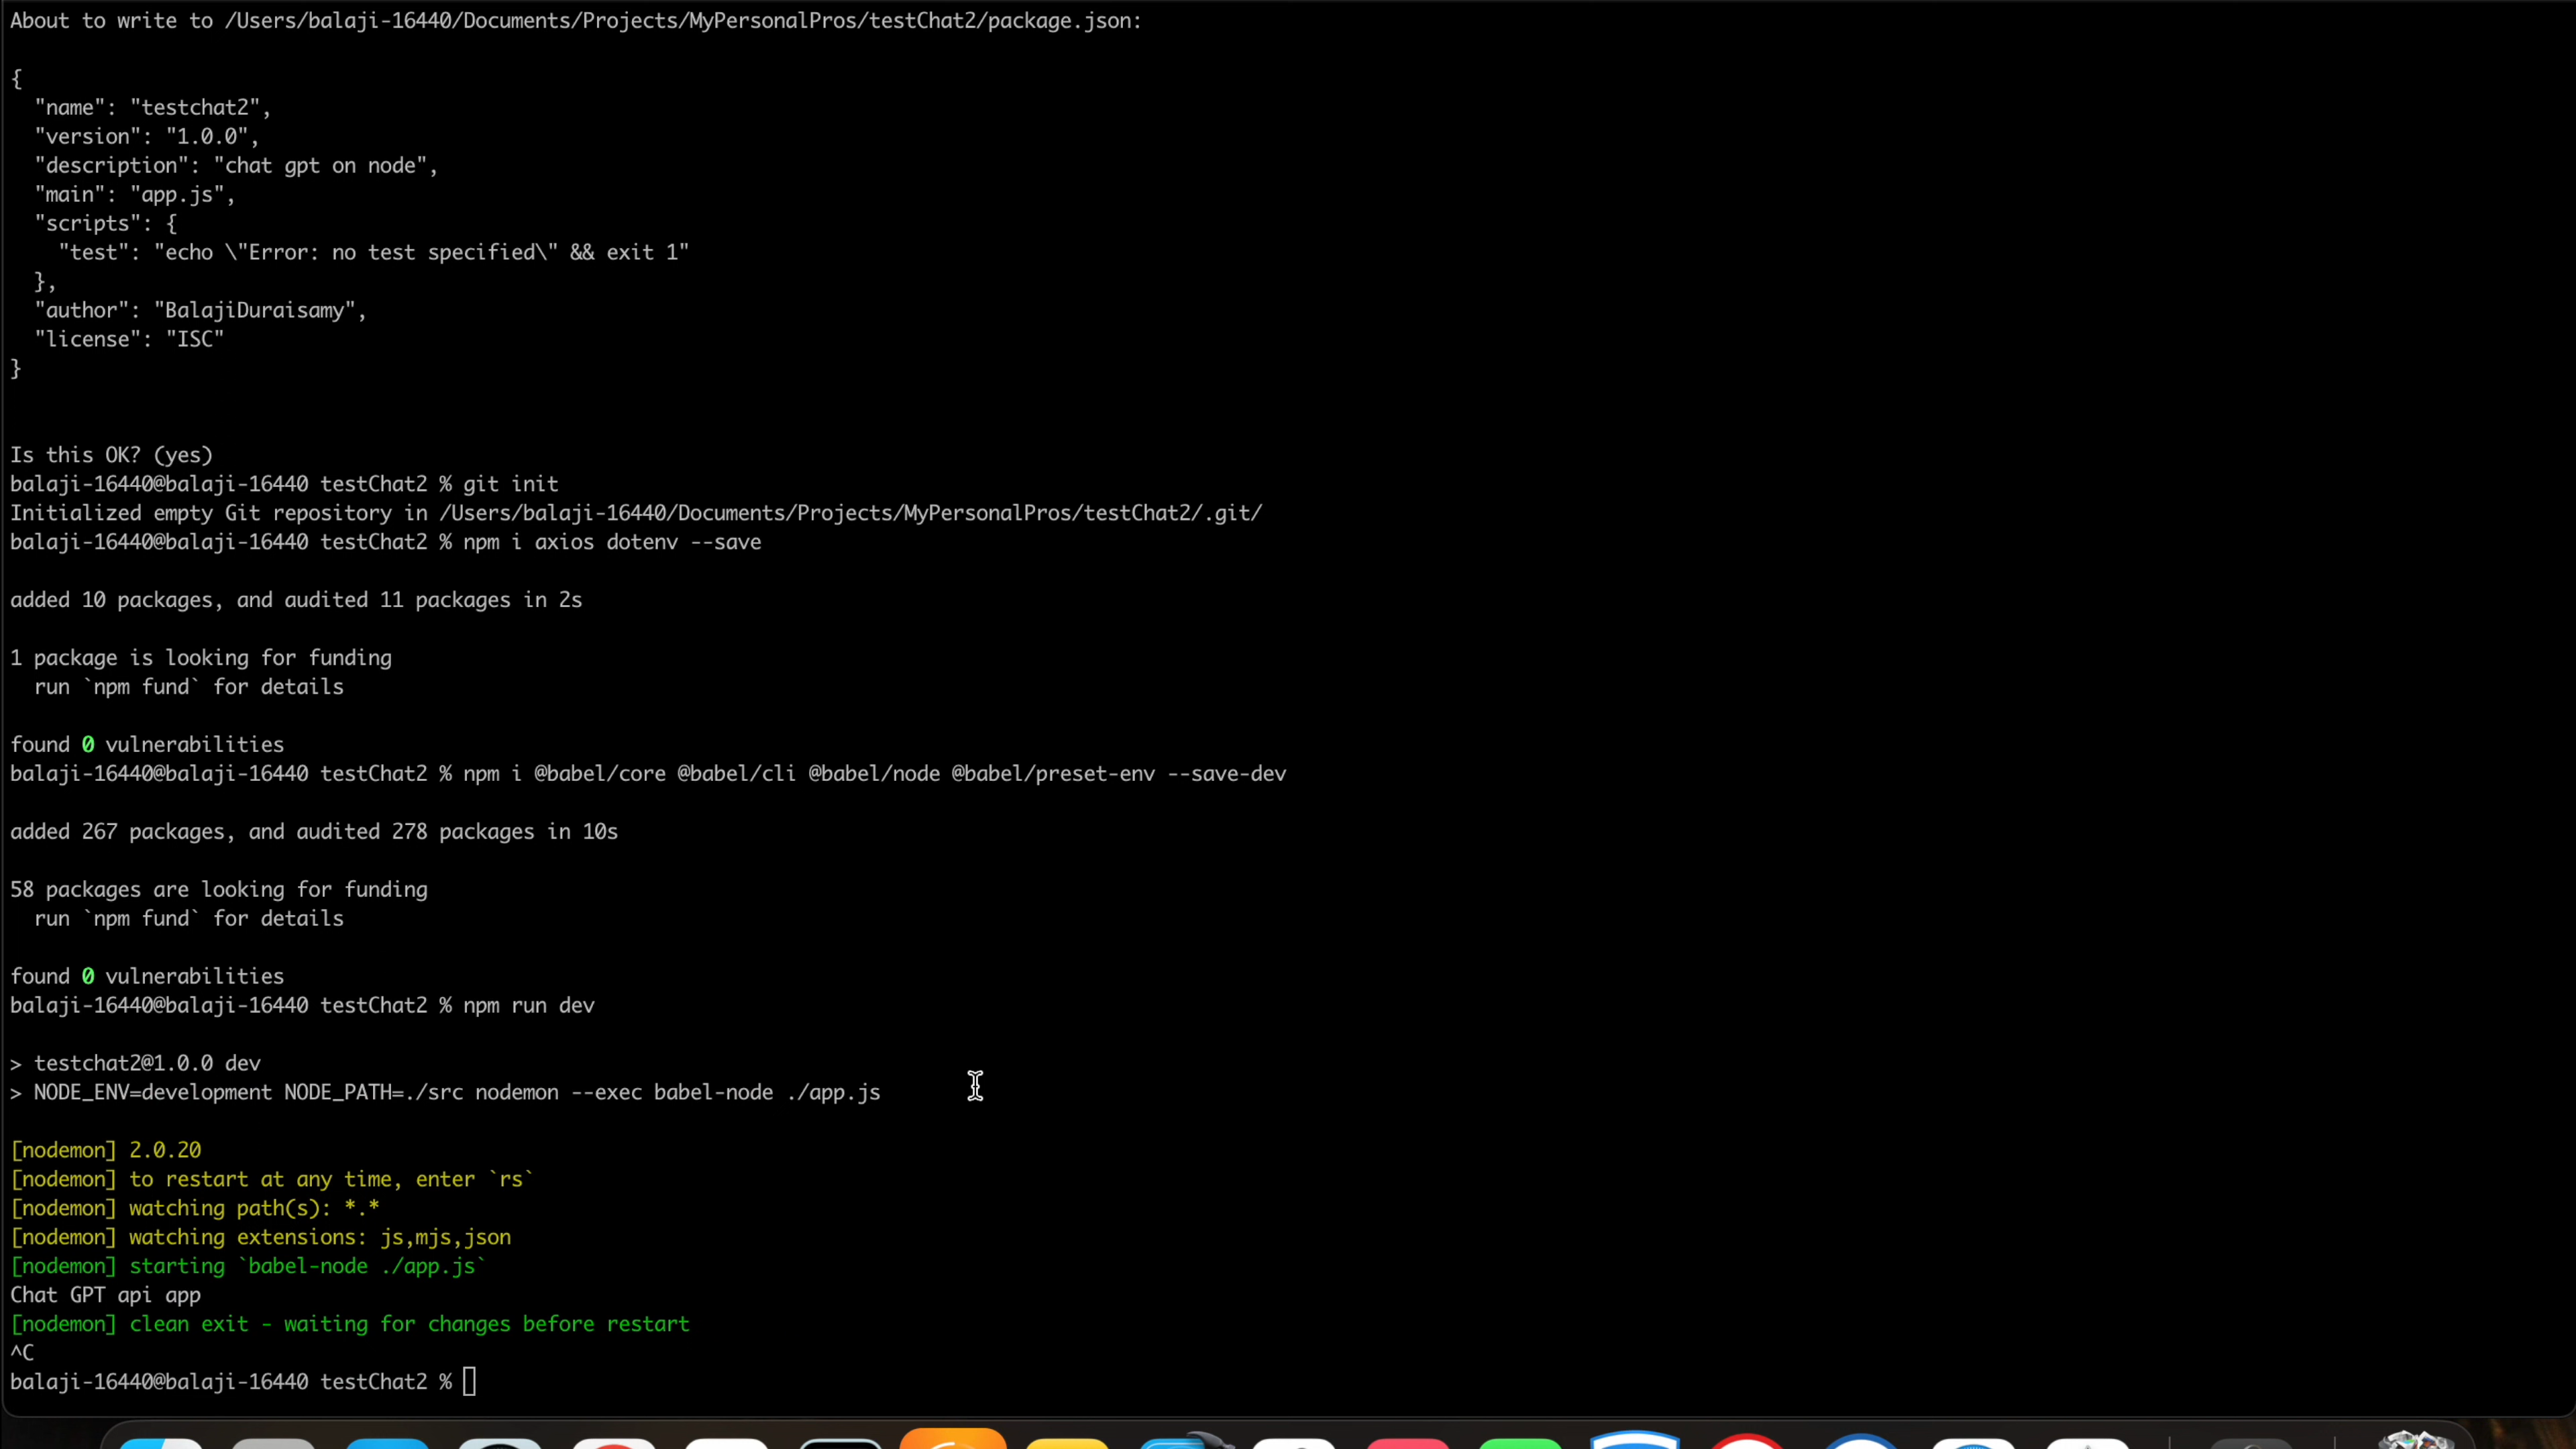 About to write to /Users/balaji-16440/Documents/Projects/MyPersonalPros/testChat2/package.json:
{
  "name": "testchat2",
  "version": "1.0.0",
  "description": "chat gpt on node",
  "main": "app.js",
  "scripts": {
    "test": "echo \"Error: no test specified\" && exit 1"
  },
  "author": "BalajiDuraisamy",
  "license": "ISC"
}
Is this OK? (yes)
balaji-16440@balaji-16440 testChat2 % git init
Initialized empty Git repository in /Users/balaji-16440/Documents/Projects/MyPersonalPros/testChat2/.git/
balaji-16440@balaji-16440 testChat2 % npm i axios dotenv --save
added 10 packages, and audited 11 packages in 2s
1 package is looking for funding
  run `npm fund` for details
found 0 vulnerabilities
balaji-16440@balaji-16440 testChat2 % npm i @babel/core @babel/cli @babel/node @babel/preset-env --save-dev
added 267 packages, and audited 278 packages in 10s
58 packages are looking for funding
  run `npm fund` for details
found 0 vulnerabilities
balaji-16440@balaji-16440 testChat2 % npm run dev
> testchat2@1.0.0 dev
> NODE_ENV=development NODE_PATH=./src nodemon --exec babel-node ./app.js
[nodemon] 2.0.20
[nodemon] to restart at any time, enter `rs`
[nodemon] watching path(s): *.*
[nodemon] watching extensions: js,mjs,json
[nodemon] starting `babel-node ./app.js`
Chat GPT api app
[nodemon] clean exit - waiting for changes before restart
^C
balaji-16440@balaji-16440 testChat2 %